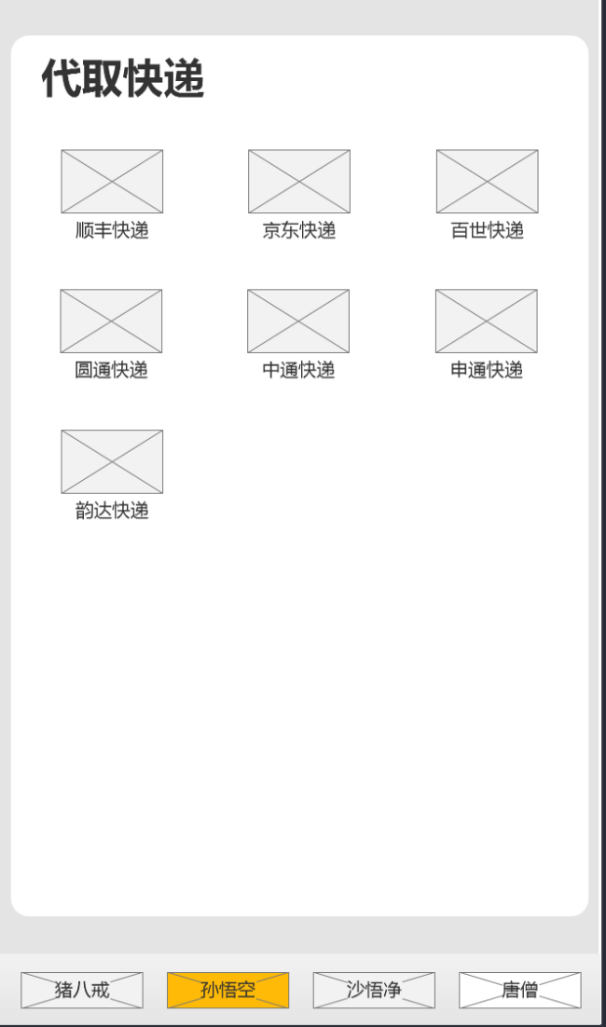 代取快递
顺丰快递 京东快递 百世快递
圆通快递 中通快递 申通快递
韵达快递
猪八戒 孙悟空 沙悟净 唐僧